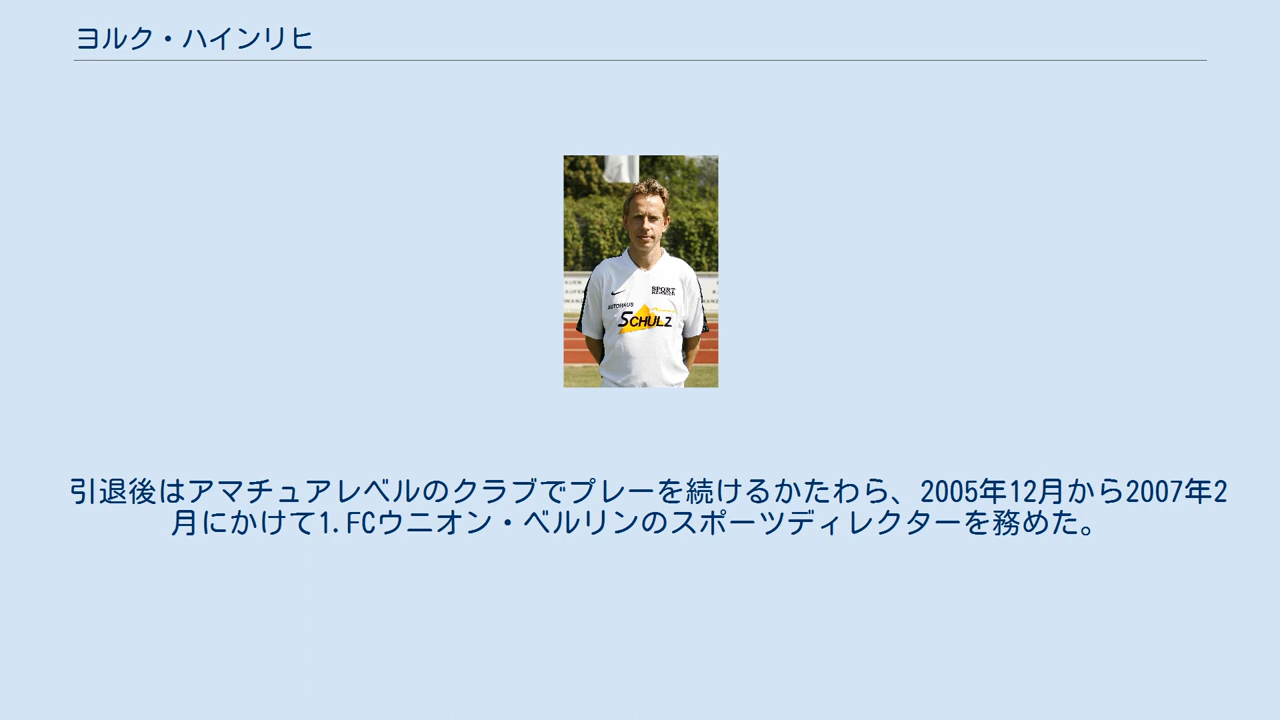 ヨルク・ハインリヒ
SPORT
AUTOHAUS
SCHULZ
引退後はアマチュアレベルのクラブでプレーを続けるかたわら、2005年12月から2007年2
月にかけて1.FCウニオン・ベルリンのスポーツディレクターを務めた。